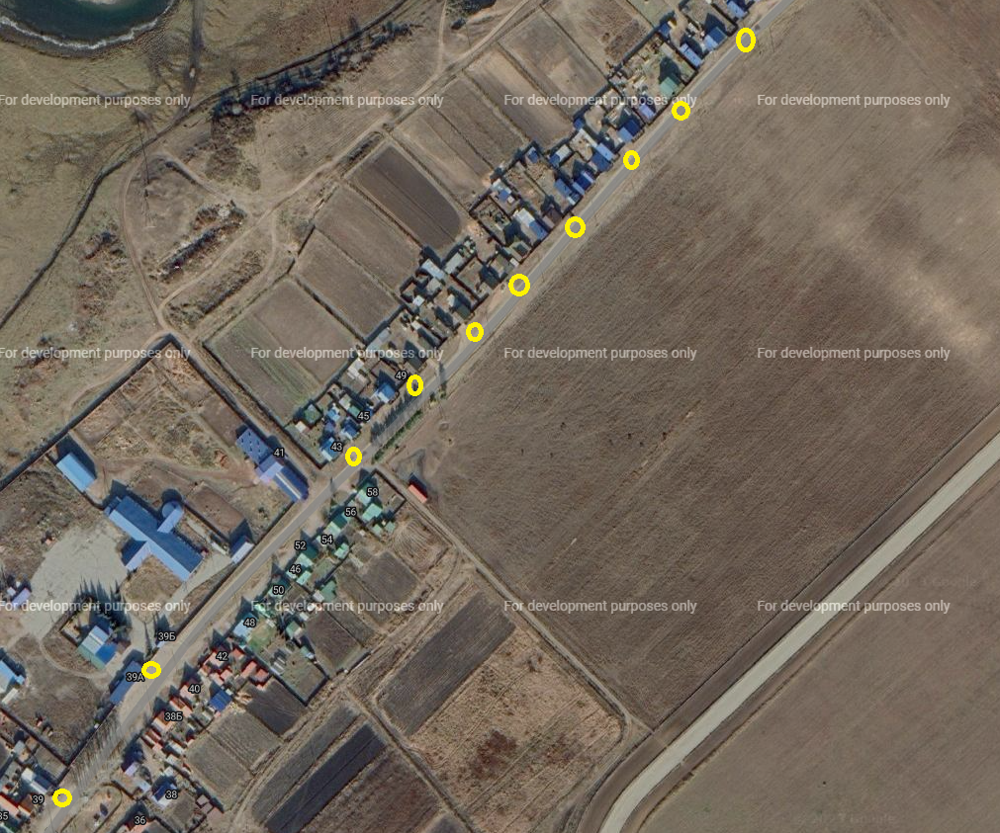 For development purposes only For development purposes only For development purposes only For development purposes only
For development purposes only For development purposes only For development purposes only For development purposes only
49
45
43
41
58
56
54
52
46
50
For development purposes only For development purposes only For development purposes only For development purposes only
48
39Б
42
39А
40
38Б
38
39
35
36